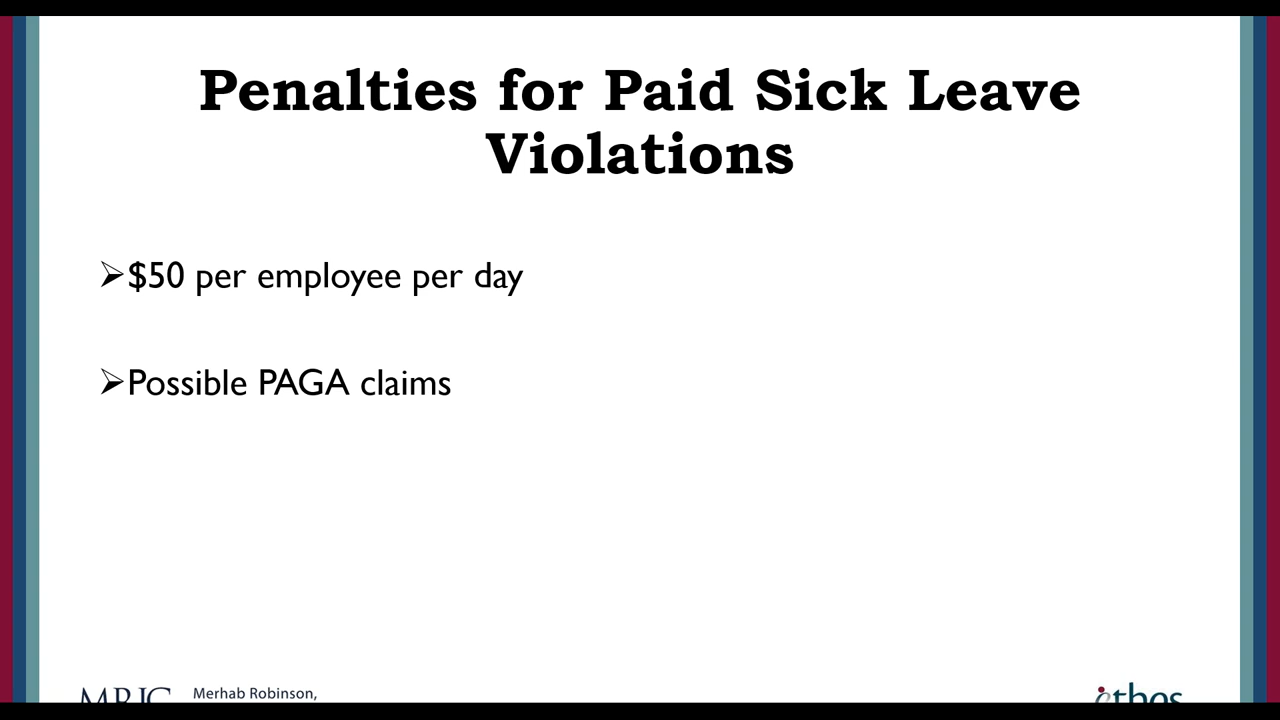 Penalties for Paid Sick Leave
Violations
➢$50 per employee per day
➢Possible PAGA claims
MRJC
Merhab Robinson,
ethos